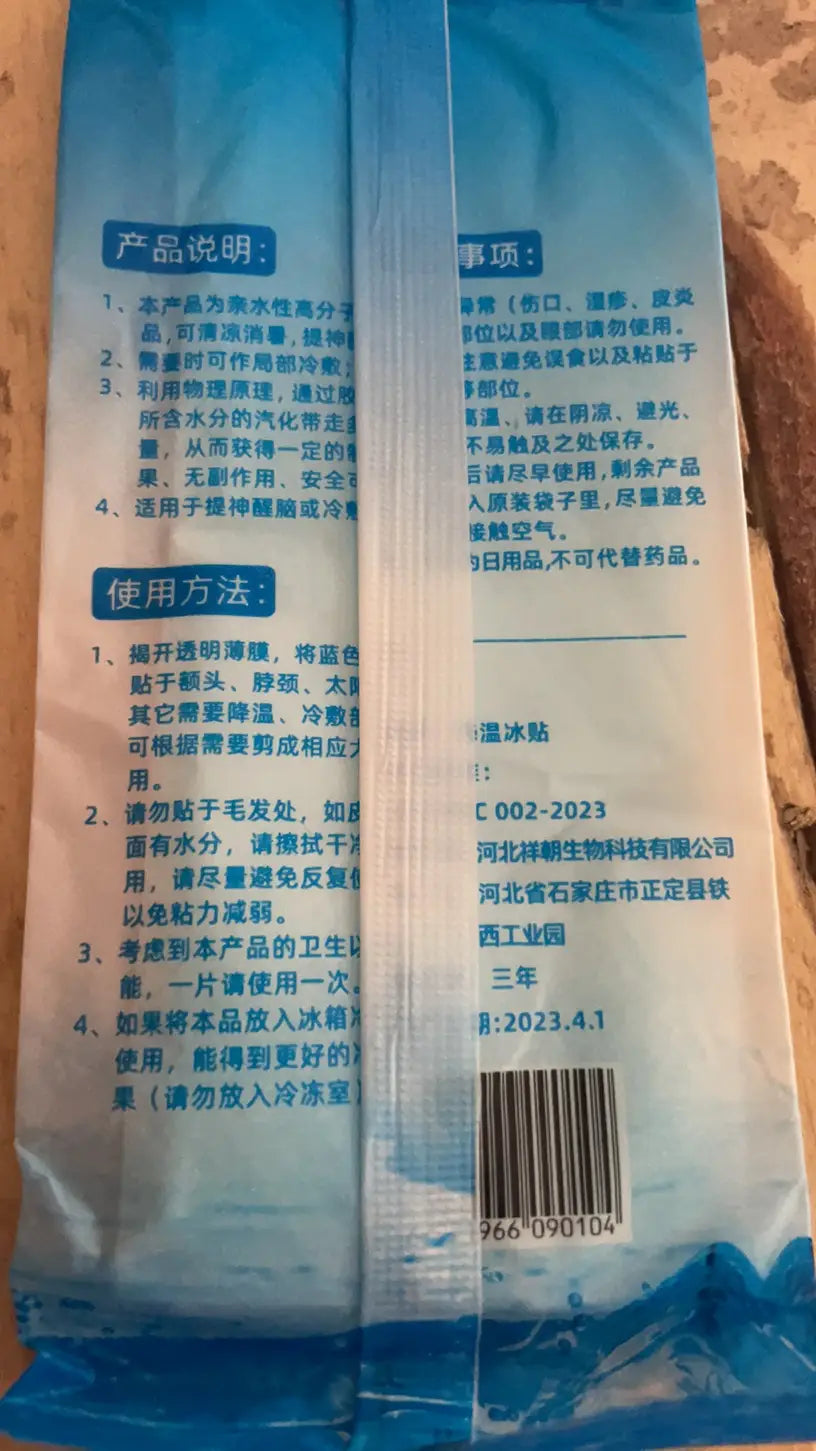 产品说明：
1、本产品为亲水性高分子
品，可清凉消暑，提神
2、需要时可作局部冷敷；
3、利用物理原理，通过胶
所含水分的汽化带走
量，从而获得一定的
果、无副作用、安全可
4、适用于提神醒脑或冷敷
使用方法：
1、揭开透明薄膜，将蓝色
贴于额头、脖颈、太阳
其它需要降温、冷敷部
可根据需要剪成相应大
用。
2、请勿贴于毛发处，如皮
面有水分，请擦拭干净
用，请尽量避免反复使
以免粘力减弱。
3、考虑到本产品的卫生以
能，一片请使用一次。
4、如果将本品放入冰箱冷
使用，能得到更好的冷
果（请勿放入冷冻室）
事项：
异常（伤口、湿疹、皮炎
部位以及眼部请勿使用。
注意避免误食以及粘贴于
等部位。
高温、请在阴凉、避光、
不易触及之处保存。
后请尽早使用，剩余产品
入原装袋子里，尽量避免
接触空气。
为日用品，不可代替药品。
温冰贴
C 002-2023
河北祥朝生物科技有限公司
河北省石家庄市正定县铁
西工业园
三年
期:2023.4.1
966 090104